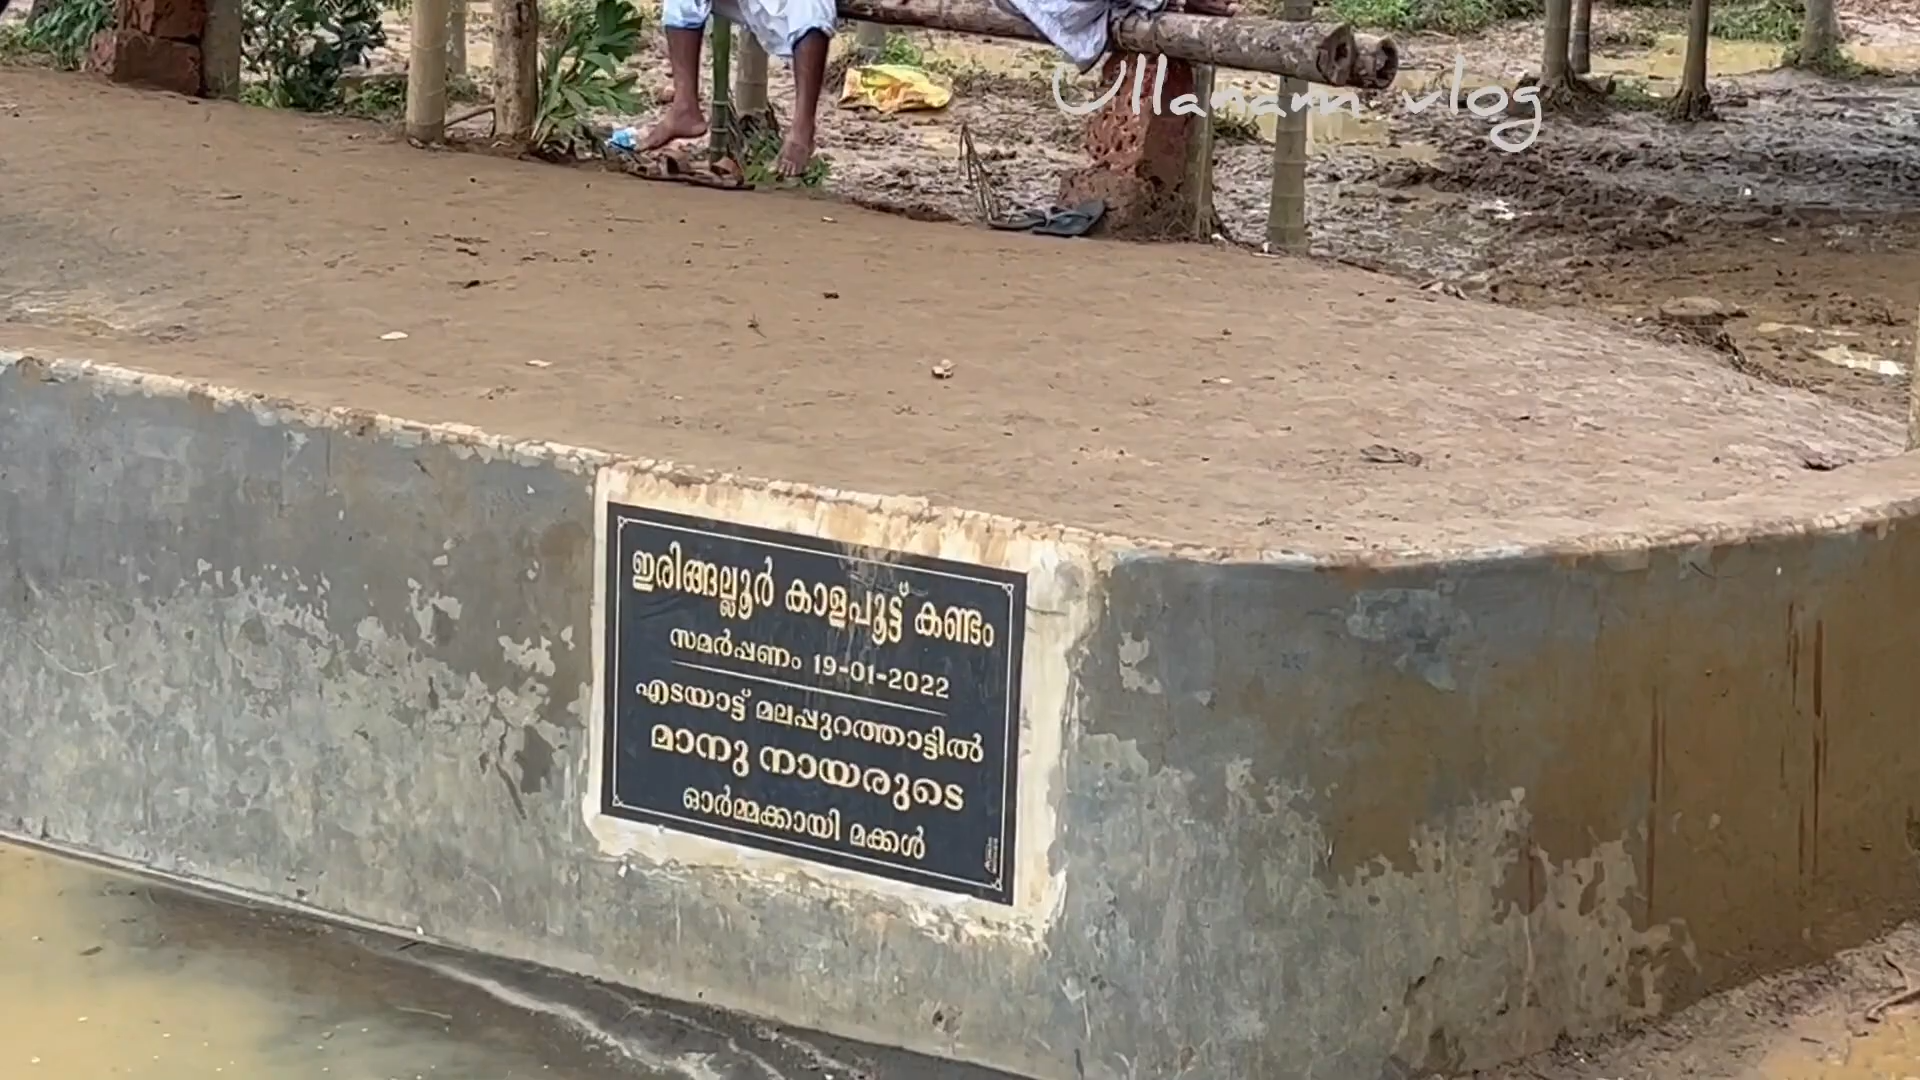 Ullanam vlog
ഇരിങ്ങല്ലൂർ കാളപൂട്ട് കണ്ടം
സമർപ്പണം 19-01-2022
എടയാട്ട് മലപ്പുറത്താട്ടിൽ
മാനു നായരുടെ
ഓർമ്മക്കായി മക്കൾ